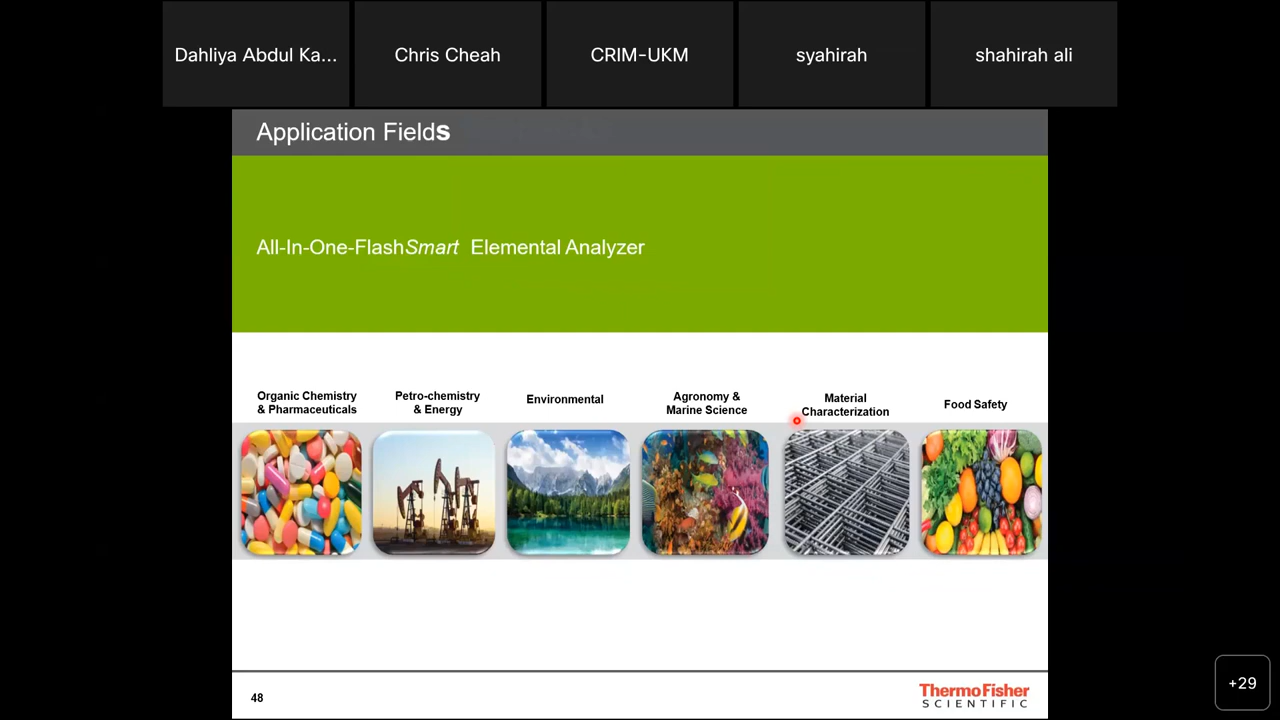 Dahliya Abdul Ka...
Chris Cheah
CRIM-UKM
syahirah
shahirah ali
Application Fields
All-In-One-FlashSmart Elemental Analyzer
Organic Chemistry
& Pharmaceuticals
Petro-chemistry
& Energy
Environmental
Agronomy &
Marine Science
Material
Characterization
Food Safety
48
ThermoFisher
SCIENTIFIC
+29